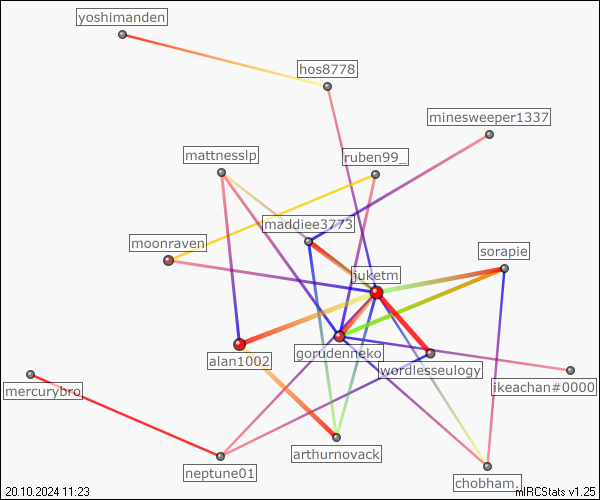 yoshimanden
hos8778
minesweeper1337
mattnesslp
ruben99_
maddiee3773
moonraven
sorapie
juketm
alan1002
gorudenneko
wordlesseulogy
mercurybro
ikeachan#0000
arthurnovack
neptune01
chobham.
20.10.2024 11:23
mIRCStats v1.25